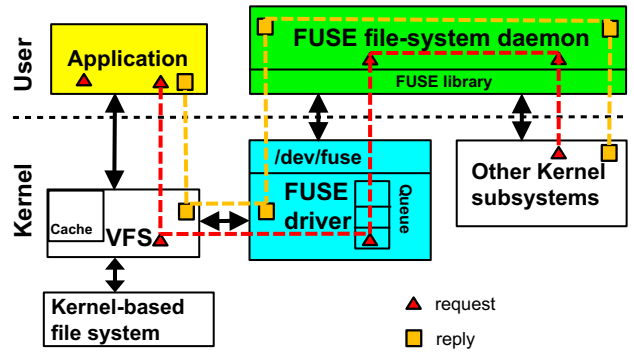 User
Application
FUSE file-system daemon
FUSE library
Kernel
Cache
VFS
/dev/fuse
FUSE
driver
Queue
Other Kernel
subsystems
Kernel-based
file system
request
reply